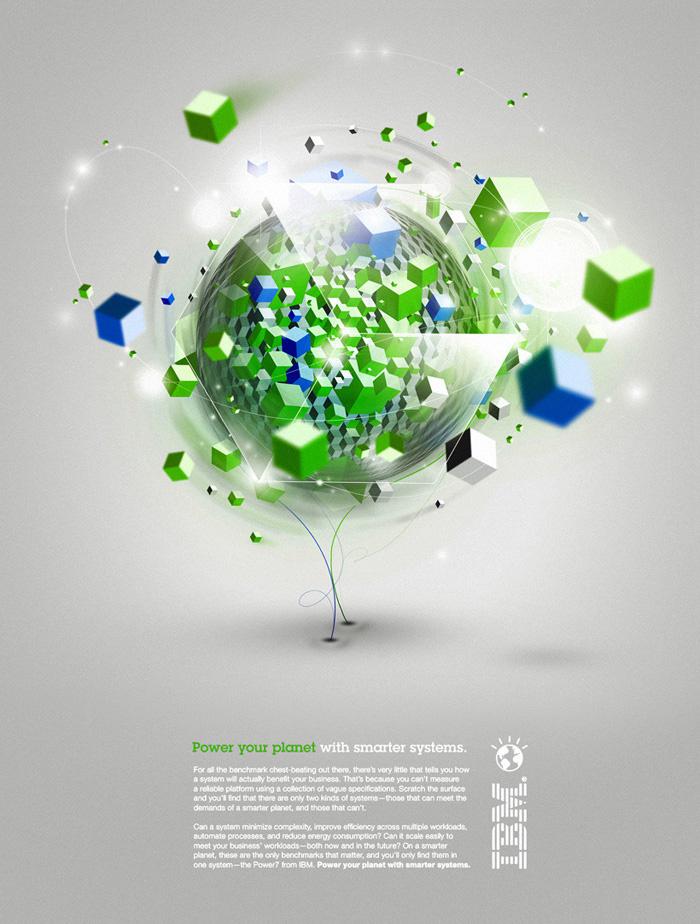 Power your planet with smarter systems.
For all the benchmark chest-beating out there, there's very little that tells you how
a system will actually benefit your business. That's because you can't measure
a reliable platform using a collection of vague specifications. Scratch the surface
and you'll find that there are only two kinds of systems—those that can meet the
demands of a smarter planet, and those that can't.
Can a system minimize complexity, improve efficiency across multiple workloads,
automate processes, and reduce energy consumption? Can it scale easily to
meet your business' workloads—both now and in the future? On a smarter
planet, these are the only benchmarks that matter, and you'll only find them in
one system—the Power7 from IBM. Power your planet with smarter systems.
IBM®